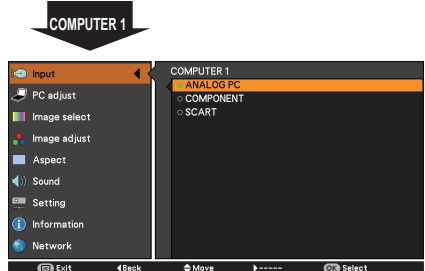 COMPUTER 1
Input
PC adjust
Image select
Image adjust
Aspect
Sound
Setting
Information
Network
COMPUTER 1
ANALOG PC
COMPONENT
SCART
Exit Back Move ----- OK Select